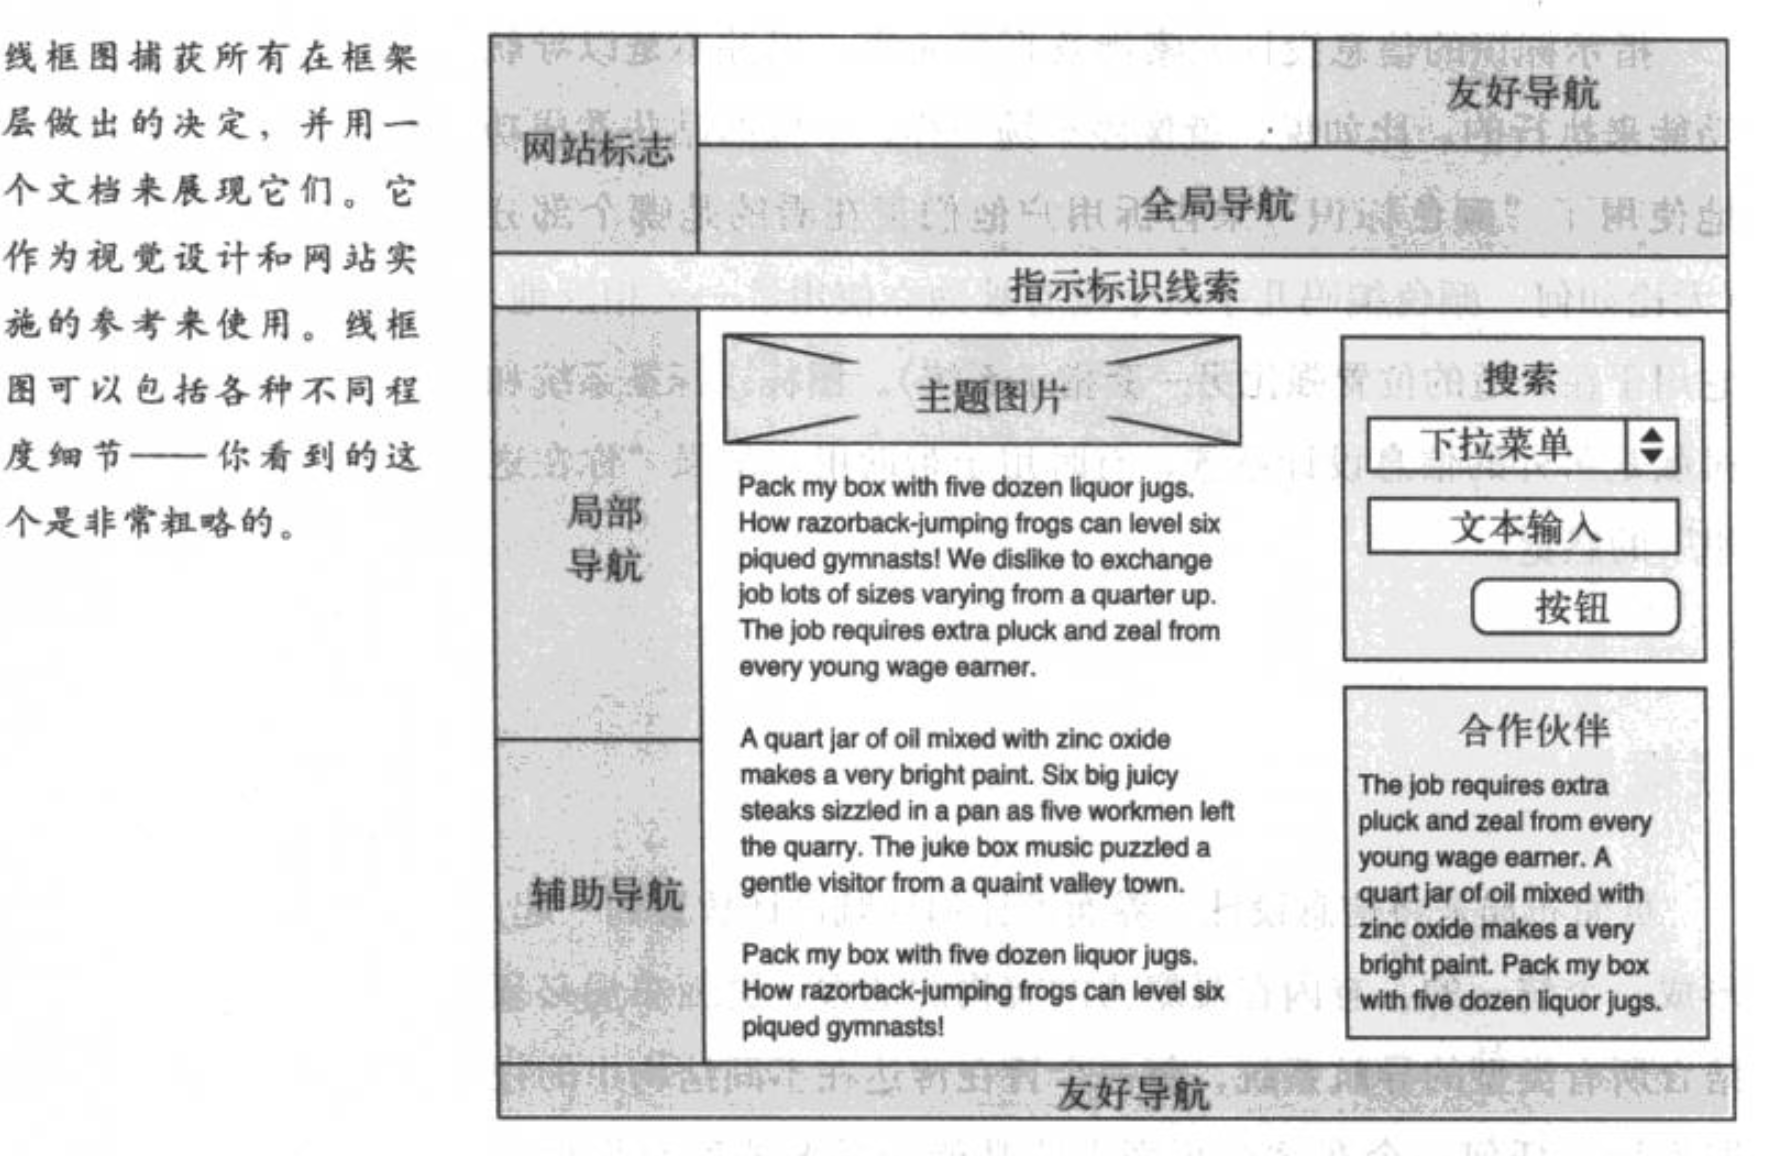 线框图捕获所有在框架
层做出的决定，并用一
个文档来展现它们。它
作为视觉设计和网站实
施的参考来使用。线框
图可以包括各种不同程
度细节——你看到的这
个是非常粗略的。
网站标志
友好导航
全局导航
指示标识线索
局部
导航
辅助导航
主题图片
Pack my box with five dozen liquor jugs.
How razorback-jumping frogs can level six
piqued gymnasts! We dislike to exchange
job lots of sizes varying from a quarter up.
The job requires extra pluck and zeal from
every young wage earner.
A quart jar of oil mixed with zinc oxide
makes a very bright paint. Six big juicy
steaks sizzled in a pan as five workmen left
the quarry. The juke box music puzzled a
gentle visitor from a quaint valley town.
Pack my box with five dozen liquor jugs.
How razorback-jumping frogs can level six
piqued gymnasts!
搜索
下拉菜单
文本输入
按钮
合作伙伴
The job requires extra
pluck and zeal from every
young wage earner. A
quart jar of oil mixed with
zinc oxide makes a very
bright paint. Pack my box
with five dozen liquor jugs.
友好导航